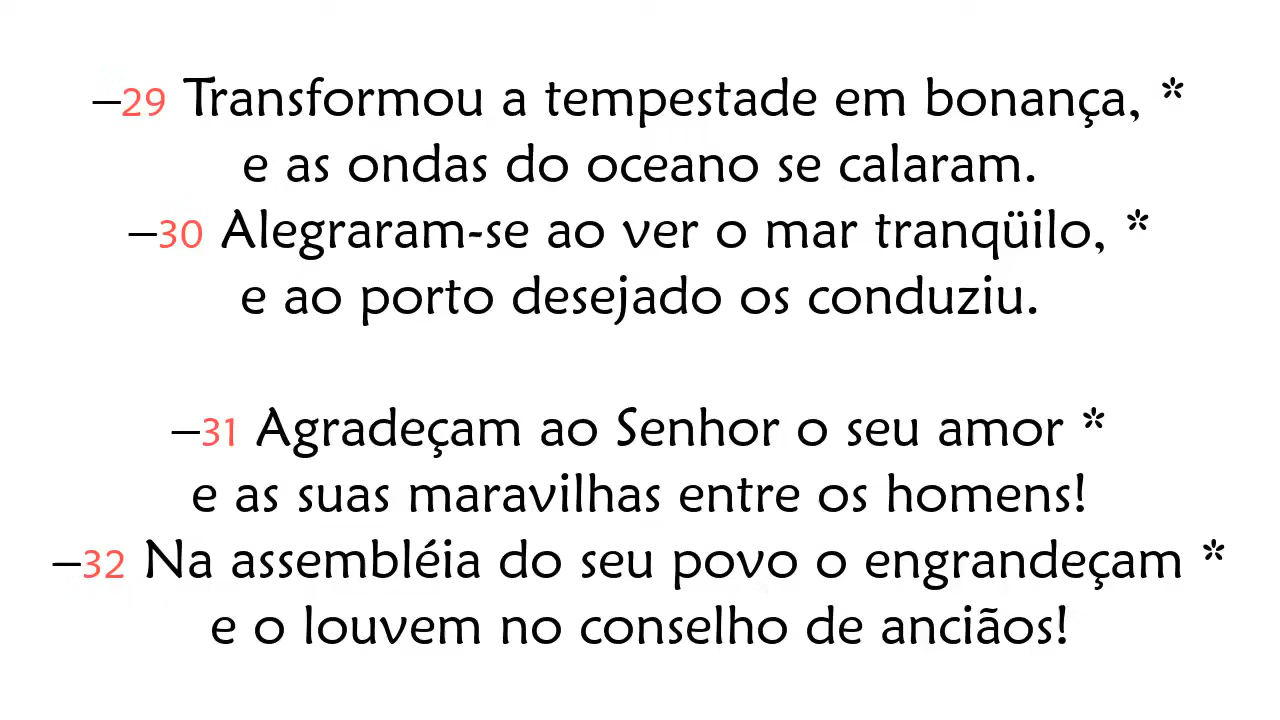 –29 Transformou a tempestade em bonança, *
e as ondas do oceano se calaram.
–30 Alegraram-se ao ver o mar tranqüilo, *
e ao porto desejado os conduziu.
–31 Agradeçam ao Senhor o seu amor *
e as suas maravilhas entre os homens!
–32 Na assembléia do seu povo o engrandeçam *
e o louvem no conselho de anciãos!